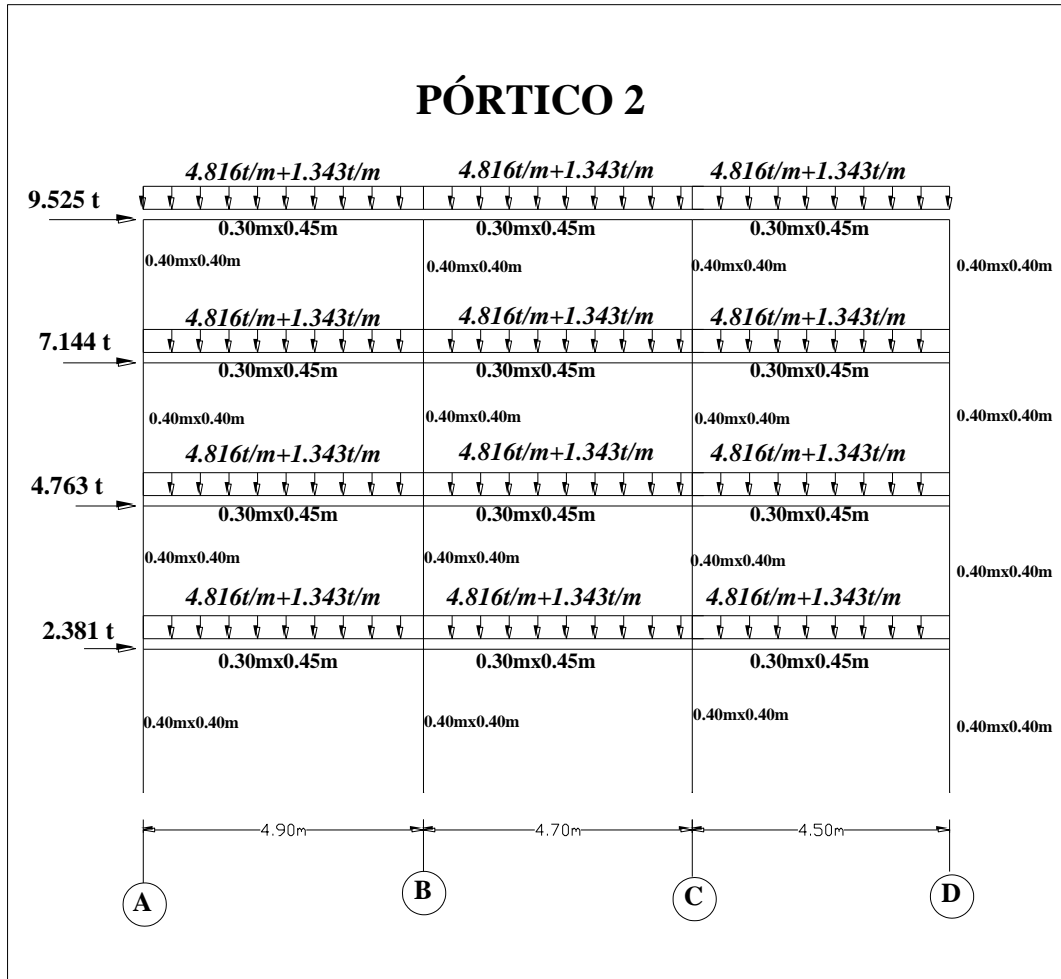 PÓRTICO 2
4.816t/m+1.343t/m 4.816t/m+1.343t/m 4.816t/m+1.343t/m
9.525 t
0.30mx0.45m 0.30mx0.45m 0.30mx0.45m
0.40mx0.40m 0.40mx0.40m 0.40mx0.40m 0.40mx0.40m
4.816t/m+1.343t/m 4.816t/m+1.343t/m 4.816t/m+1.343t/m
7.144 t
0.30mx0.45m 0.30mx0.45m 0.30mx0.45m
0.40mx0.40m 0.40mx0.40m 0.40mx0.40m 0.40mx0.40m
4.816t/m+1.343t/m 4.816t/m+1.343t/m 4.816t/m+1.343t/m
4.763 t
0.30mx0.45m 0.30mx0.45m 0.30mx0.45m
0.40mx0.40m 0.40mx0.40m 0.40mx0.40m 0.40mx0.40m
4.816t/m+1.343t/m 4.816t/m+1.343t/m 4.816t/m+1.343t/m
2.381 t
0.30mx0.45m 0.30mx0.45m 0.30mx0.45m
0.40mx0.40m 0.40mx0.40m 0.40mx0.40m 0.40mx0.40m
4.90m 4.70m 4.50m
A B C D